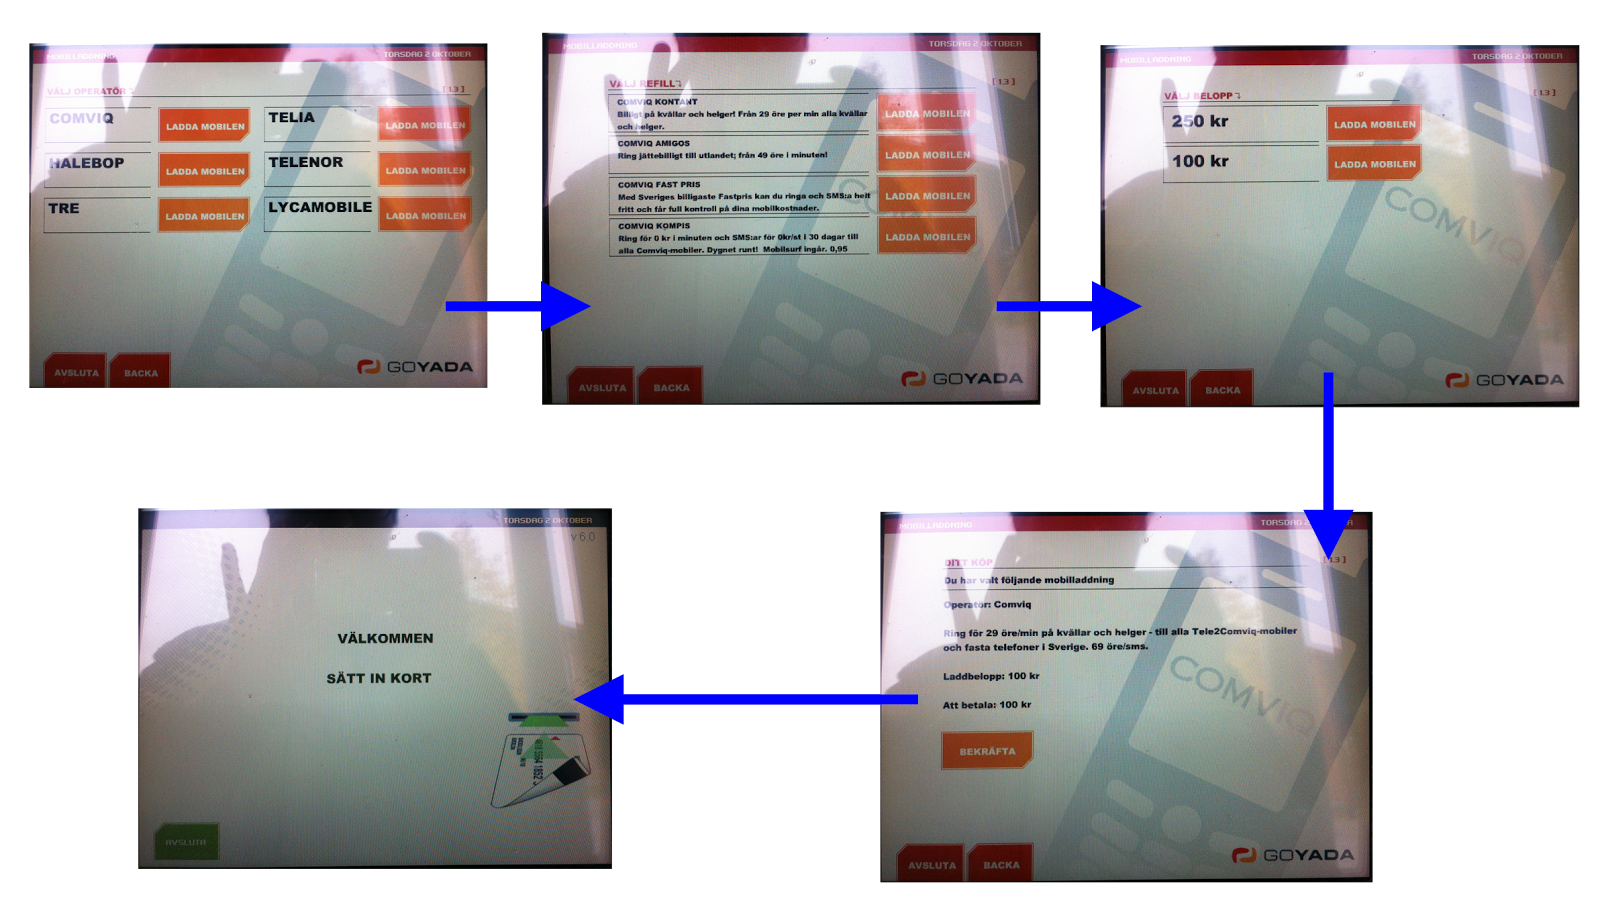 MOBILLADDNING TORSDAG 2 OKTOBER
VÄLJ OPERATÖR [13]
COMVIQ LADDA MOBILEN TELIA LADDA MOBILEN
HALEBOP LADDA MOBILEN TELENOR LADDA MOBILEN
TRE LADDA MOBILEN LYCAMOBILE LADDA MOBILEN
AVSLUTA BACKA GOYADA
MOBILLADDNING TORSDAG 2 OKTOBER
VÄLJ REFILL [13]
COMVIQ KONTANT
Billigt på kvällar och helger! Från 29 öre per min alla kvällar
och helger.
LADDA MOBILEN
COMVIQ AMIGOS
Ring jättebilligt till utlandet; från 49 öre i minuten!
LADDA MOBILEN
COMVIQ FAST PRIS
Med Sveriges billigaste Fastpris kan du ringa och SMS:a helt
fritt och får full kontroll på dina mobilkostnader.
LADDA MOBILEN
COMVIQ KOMPIS
Ring för 0 kr i minuten och SMS:ar för 0kr/st i 30 dagar till
alla Comviq-mobiler. Dygnet runt! Mobilsurf ingår. 0,95
LADDA MOBILEN
AVSLUTA BACKA GOYADA
MOBILLADDNING TORSDAG 2 OKTOBER
VÄLJ BELOPP [13]
250 kr LADDA MOBILEN
100 kr LADDA MOBILEN
COMVIQ
AVSLUTA BACKA GOYADA
MOBILLADDNING TORSDAG 2
DITT KÖP [13]
Du har valt följande mobilladdning
Operatör: Comviq
Ring för 29 öre/min på kvällar och helger - till alla Tele2Comviq-mobiler
och fasta telefoner i Sverige. 69 öre/sms.
Laddbelopp: 100 kr
Att betala: 100 kr
COMVIQ
BEKRÄFTA
AVSLUTA BACKA GOYADA
TORSDAG 2 OKTOBER
v60
VÄLKOMMEN
SÄTT IN KORT
AVSLUTA